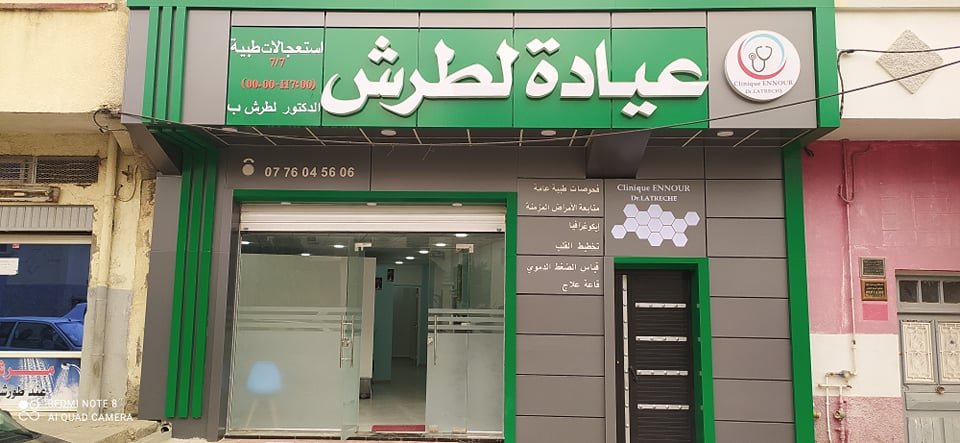 استعجالات طبية
7/7
(00:00-H7:00)
الدكتور لطرش ب
عيادة لطرش
Clinique ENNOUR
Dr.LATRECHE
07 76 04 56 06
فحوصات طبية عامة
متابعة الأمراض المزمنة
إيكوغرافيا
تخطيط القلب
قياس الضغط الدموي
قاعة علاج
Clinique ENNOUR
Dr.LATRECHE
REDMI NOTE 8
AI QUAD CAMERA